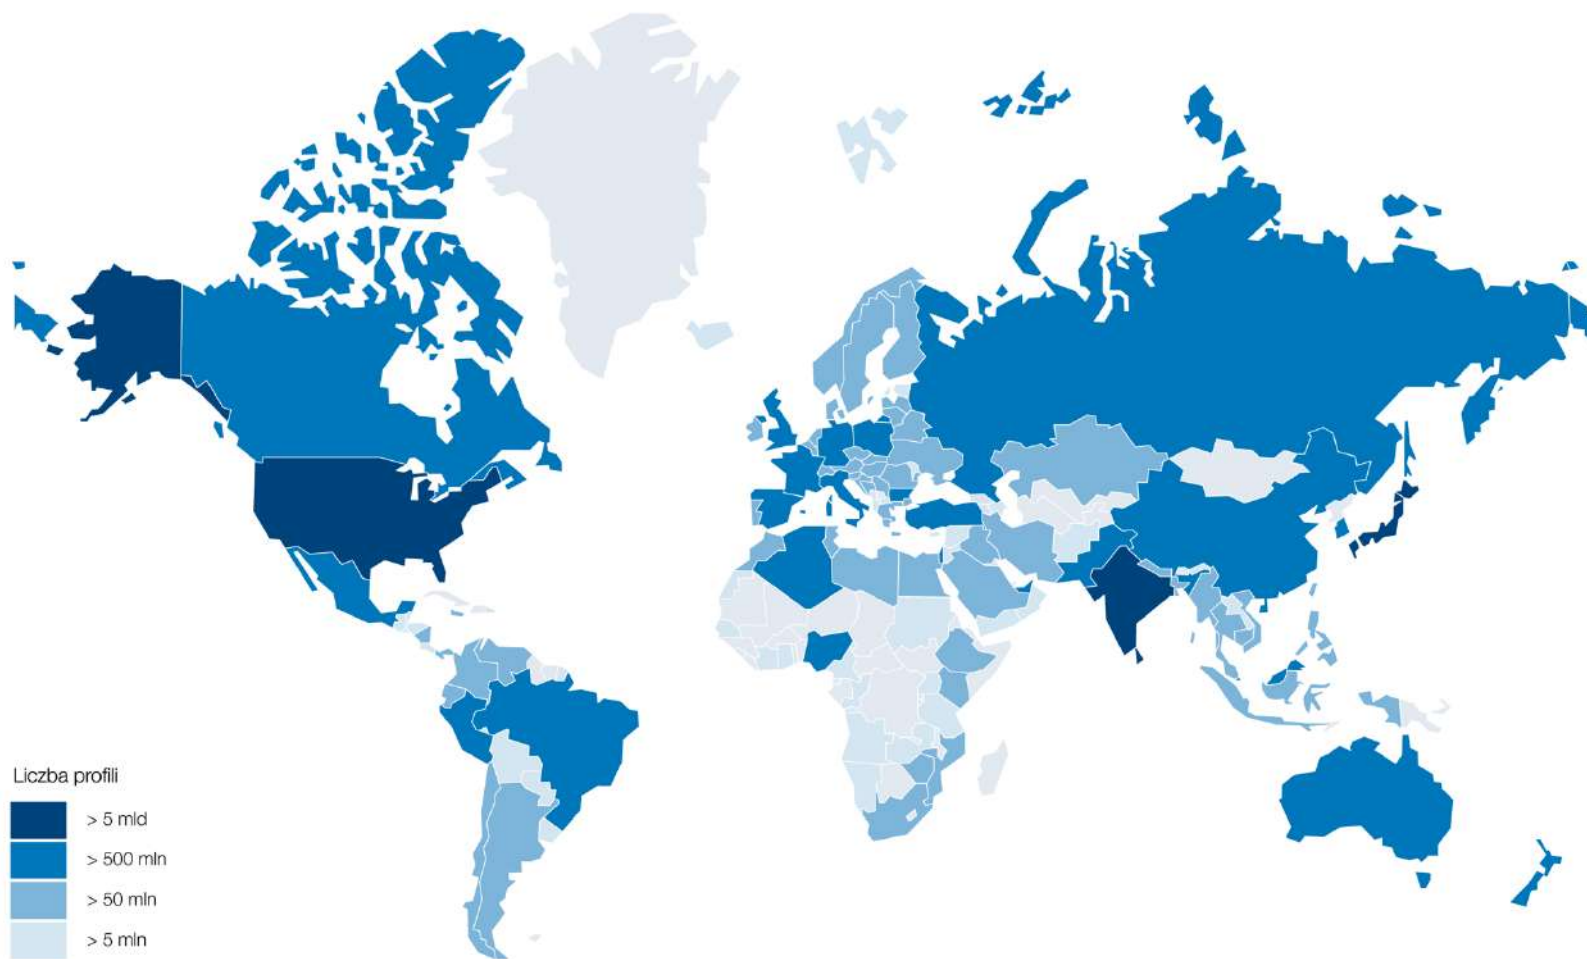 Liczba profili
> 5 mld
> 500 mln
> 50 mln
> 5 mln